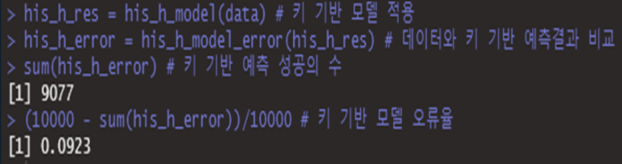 > his_h_res = his_h_model(data) # 키 기반 모델 적용
> his_h_error = his_h_model_error(his_h_res) # 데이터와 키 기반 예측결과 비교
> sum(his_h_error) # 키 기반 예측 성공의 수
[1] 9077
> (10000 - sum(his_h_error))/10000 # 키 기반 모델 오류율
[1] 0.0923